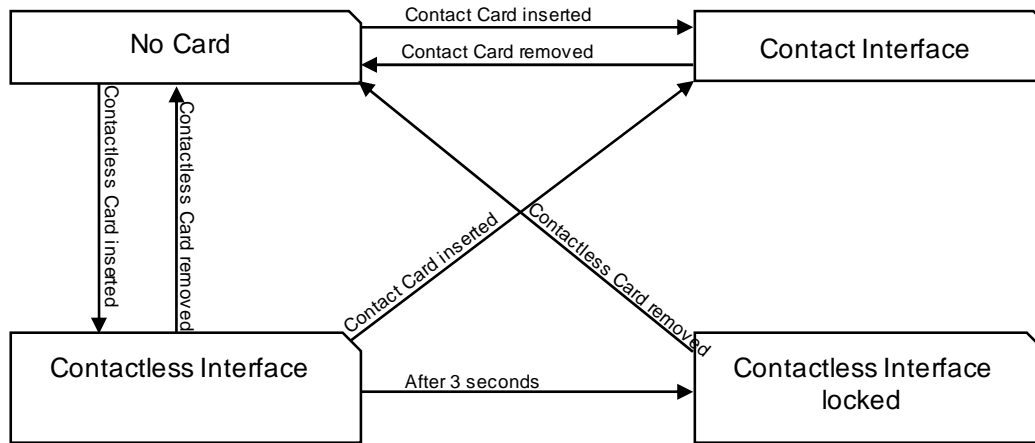 No Card
Contact Card inserted
Contact Card removed
Contact Interface
Contactless Card inserted
Contactless Card removed
Contact Card inserted
Contactless Card removed
Contactless Interface
After 3 seconds
Contactless Interface
locked